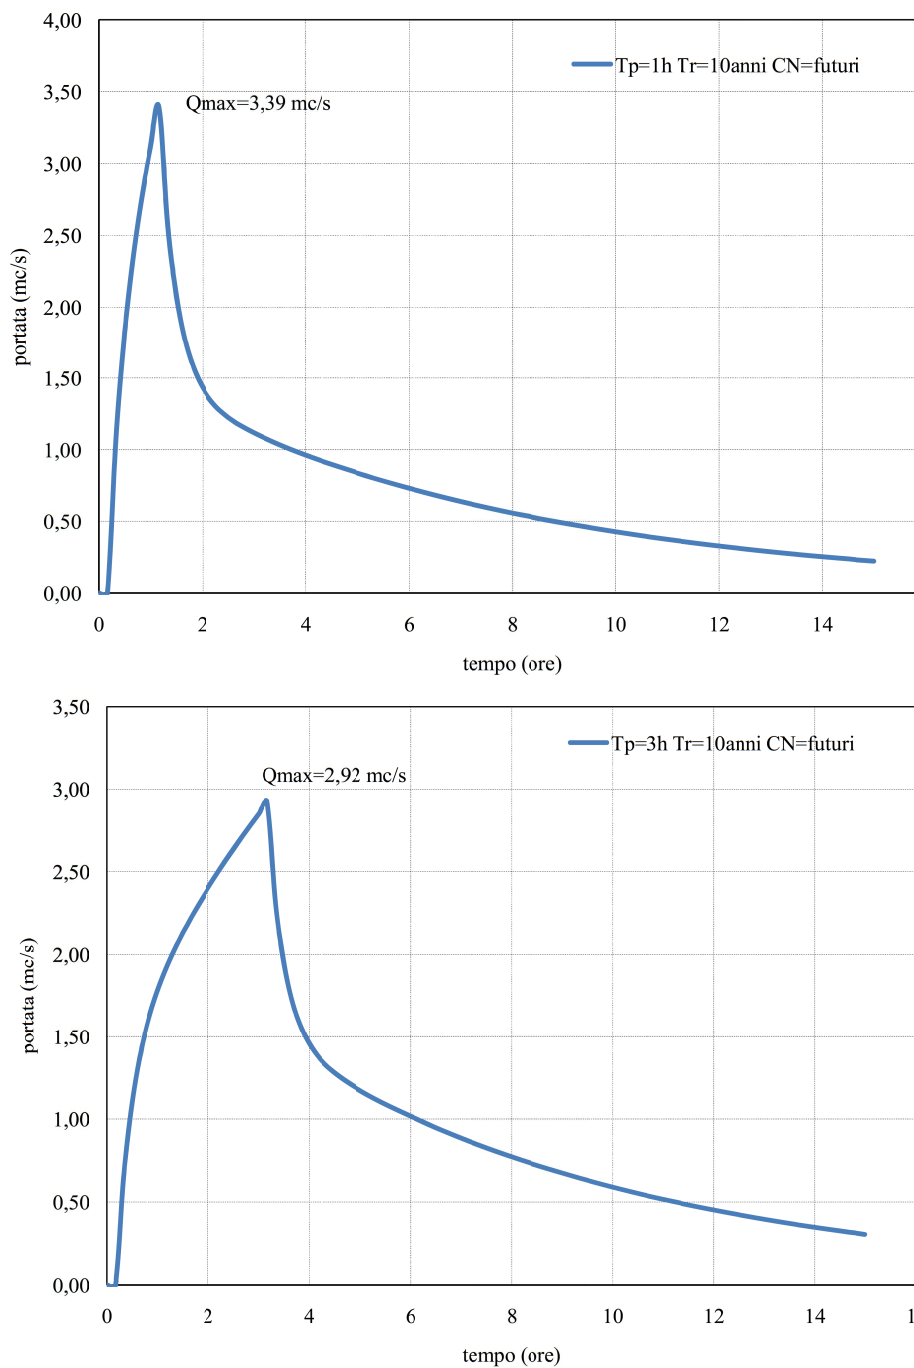 4,00
Tp=1h Tr=10anni CN=futuri
3,50
Qmax=3,39 mc/s
3,00
2,50
portata (mc/s)
2,00
1,50
1,00
0,50
0,00
0 2 4 6 8 10 12 14
tempo (ore)
3,50
Tp=3h Tr=10anni CN=futuri
Qmax=2,92 mc/s
3,00
2,50
portata (mc/s)
2,00
1,50
1,00
0,50
0,00
0 2 4 6 8 10 12 14
tempo (ore)